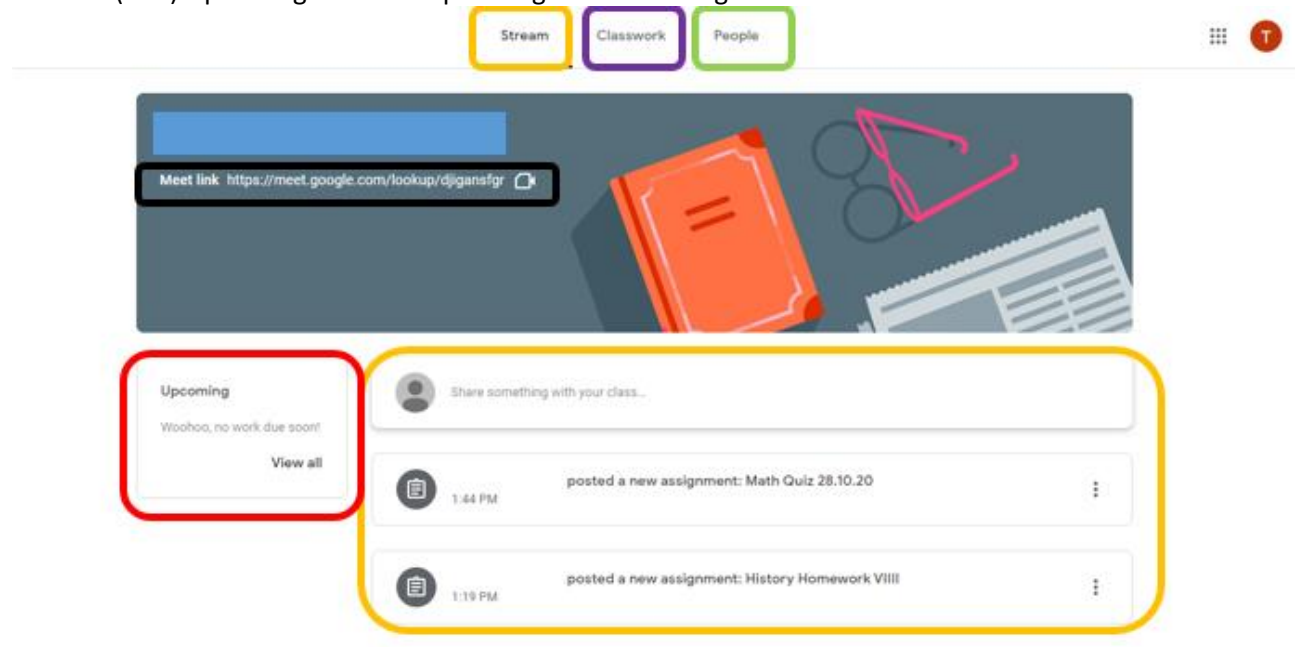 Stream Classwork People
T
Meet link https://meet.google.com/lookup/djigansfgr
Upcoming
Woohoo, no work due soon!
View all
Share something with your class...
posted a new assignment: Math Quiz 28.10.20
1:44 PM
posted a new assignment: History Homework VIIII
1:19 PM